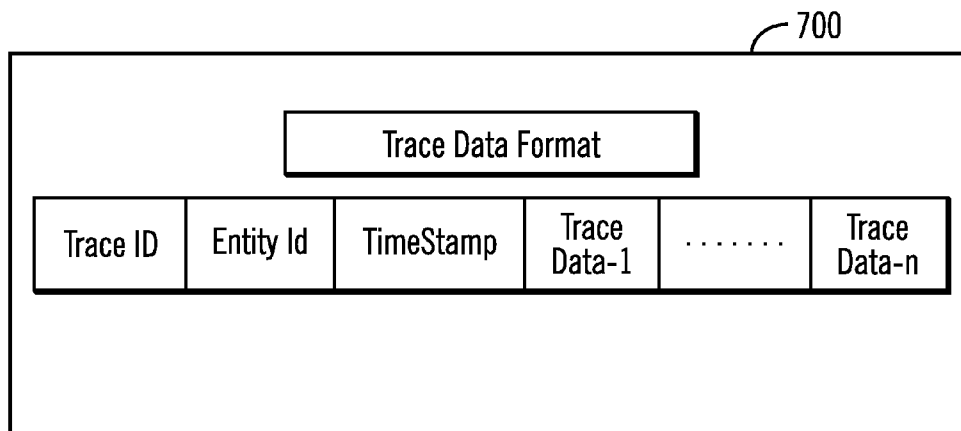 700
Trace Data Format
Trace ID
Entity Id
TimeStamp
Trace
Data-1
.......
Trace
Data-n